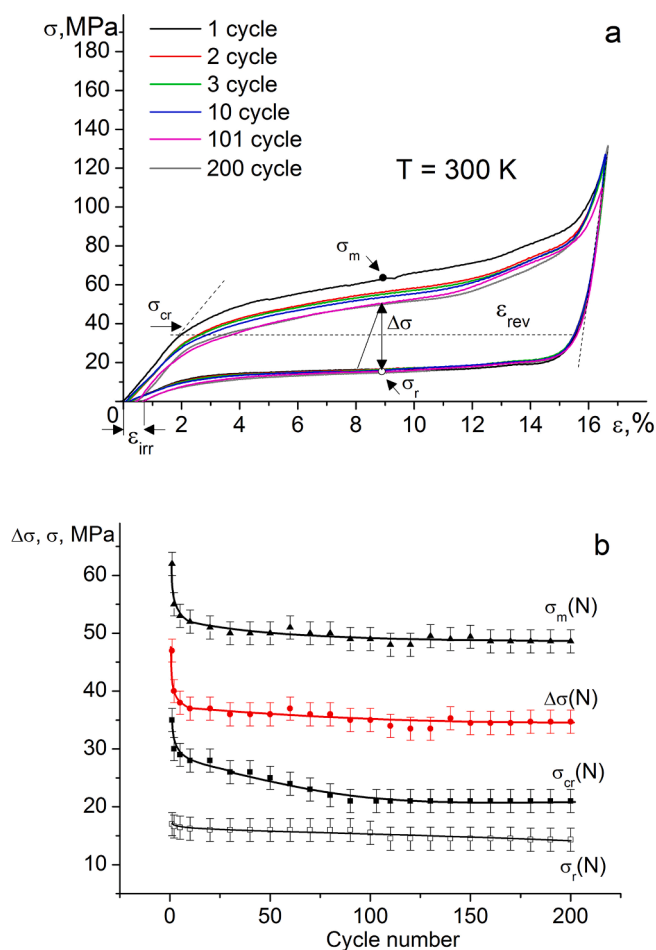 σ,MPa
a
180
160
140
120
100
80
60
40
20
0
1 cycle
2 cycle
3 cycle
10 cycle
101 cycle
200 cycle
T = 300 K
σm
σcr
εrev
Δσ
σr
2 4 6 8 10 12 14 16 ε,%
εirr
Δσ, σ, MPa
b
60
50
40
30
20
10
σm(N)
Δσ(N)
σcr(N)
σr(N)
0 50 100 150 200
Cycle number